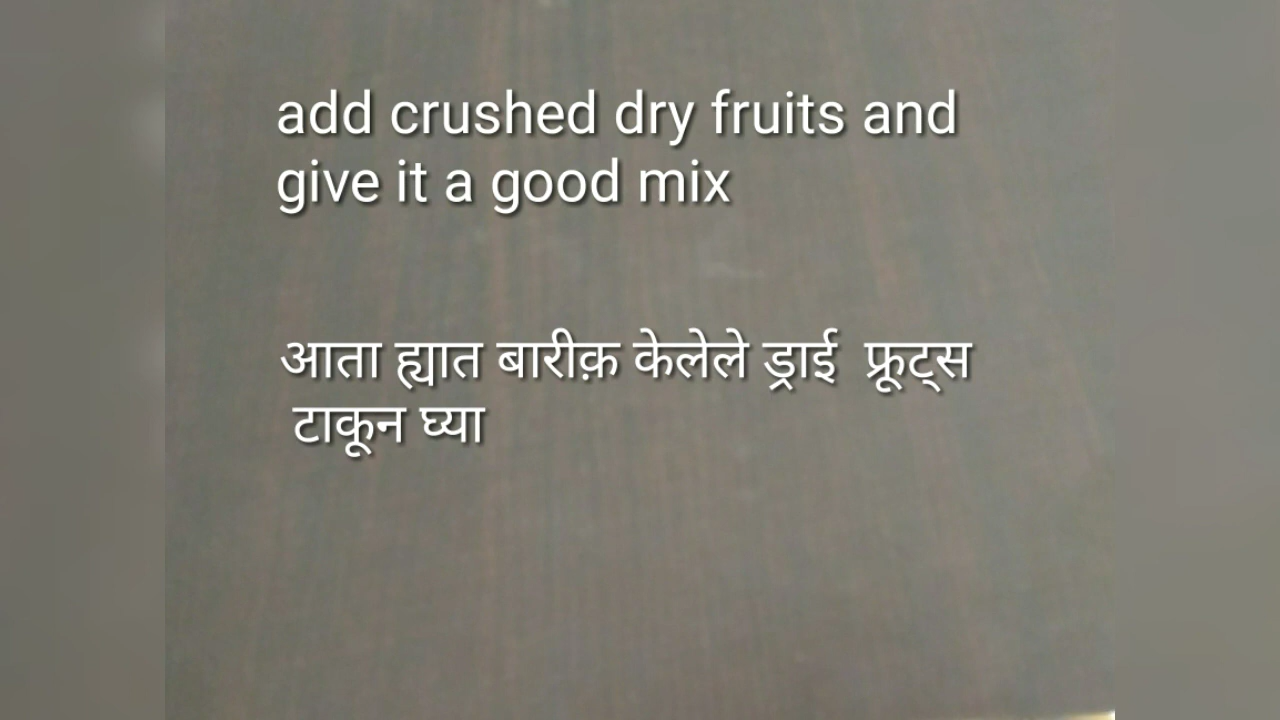 add crushed dry fruits and
give it a good mix
आता ह्यात बारीक़ केलेले ड्राई फ्रूट्स
टाकून घ्या